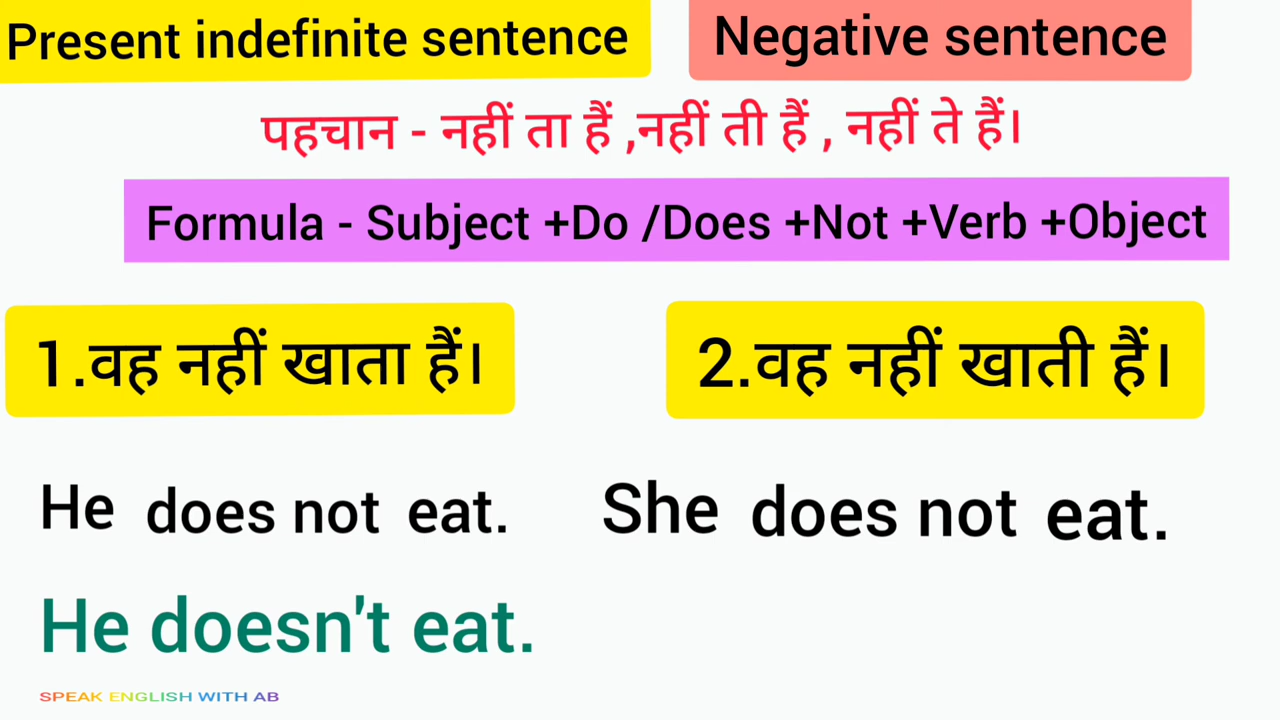 Present indefinite sentence
Negative sentence
पहचान - नहीं ता हैं ,नहीं ती हैं , नहीं ते हैं।
Formula - Subject +Do /Does +Not +Verb +Object
1.वह नहीं खाता हैं।
2.वह नहीं खाती हैं।
He does not eat.
She does not eat.
He doesn't eat.
SPEAK ENGLISH WITH AB